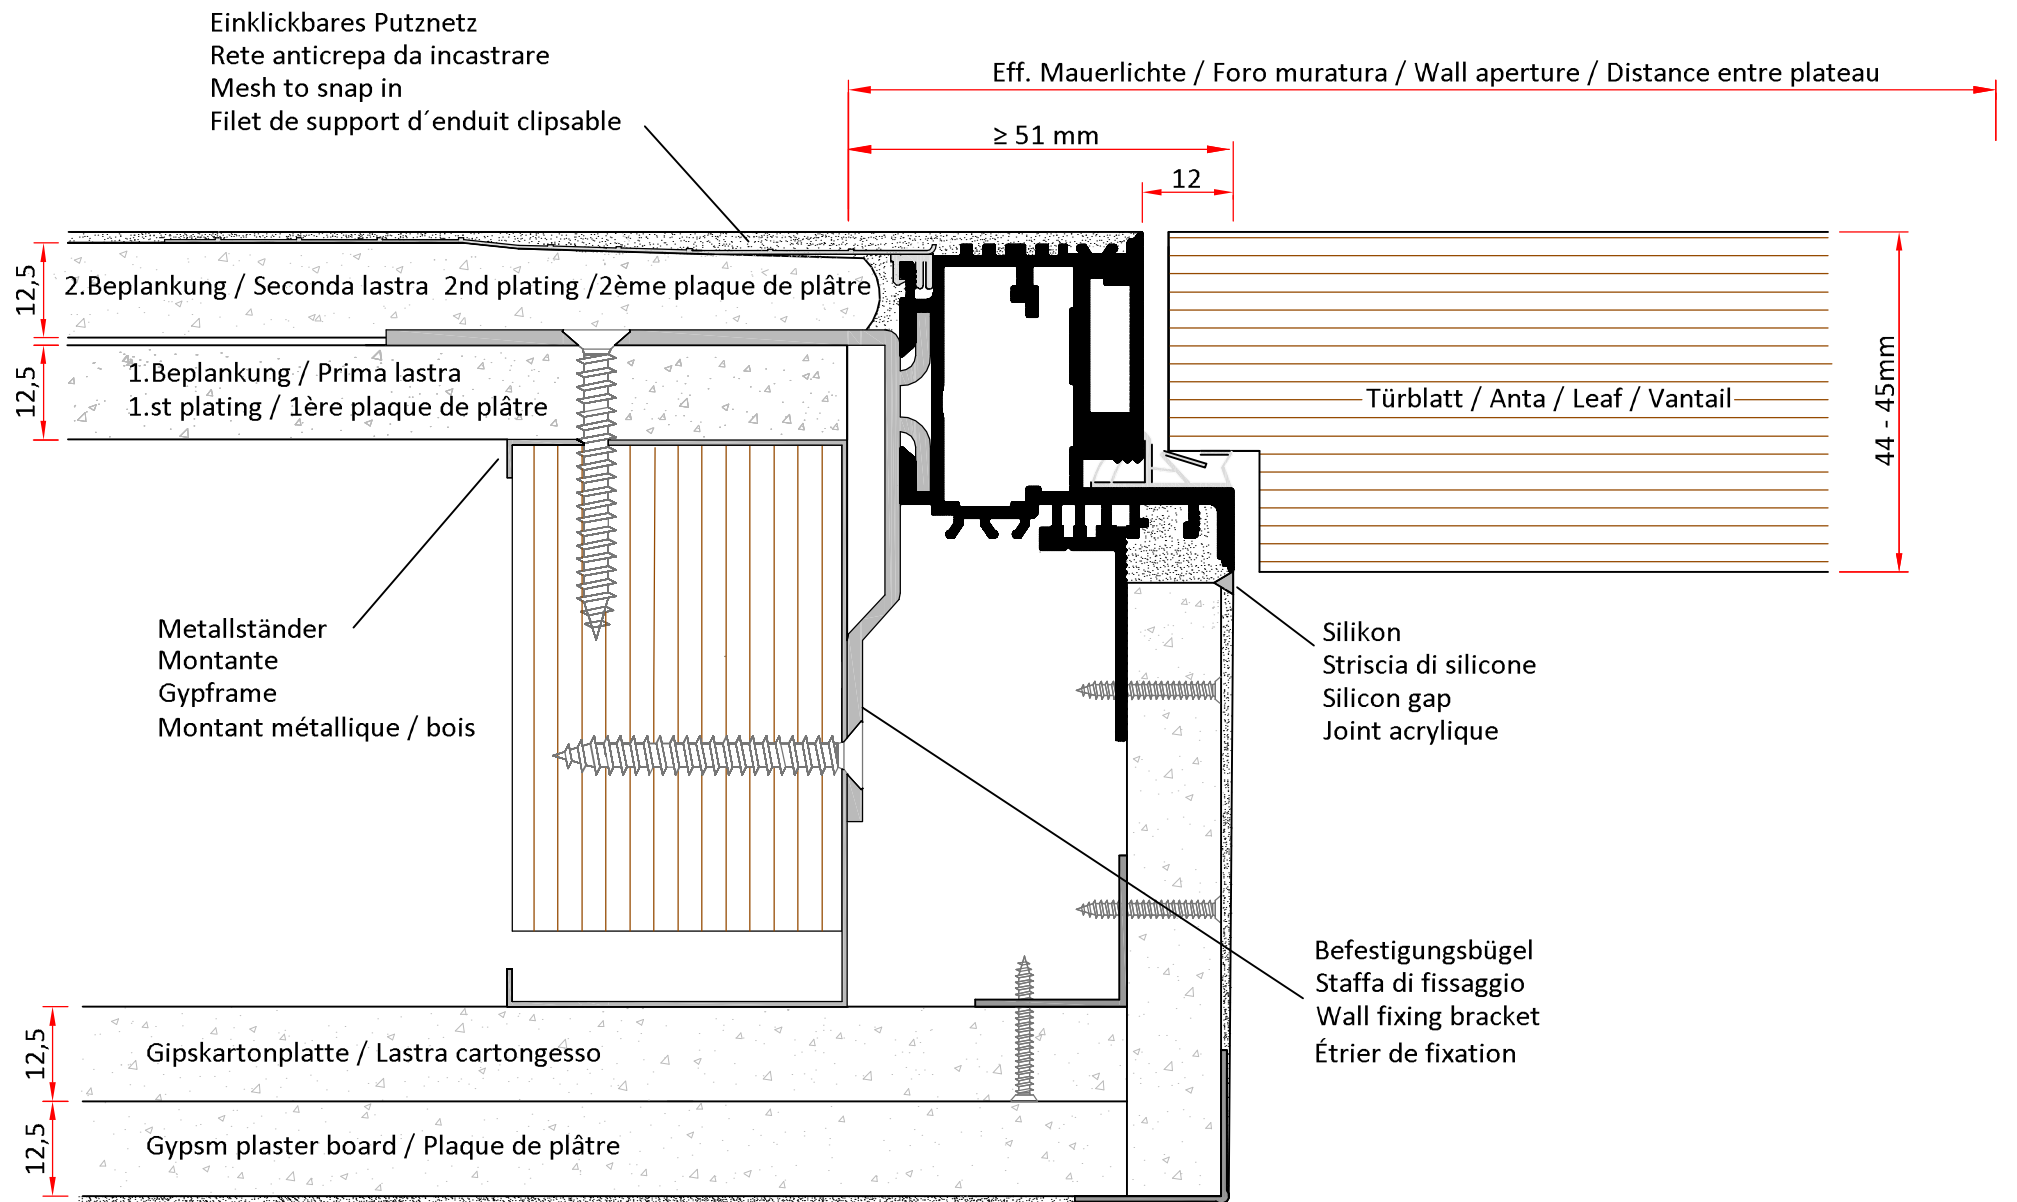 Einklickbares Putznetz
Rete anticrepa da incastrare
Mesh to snap in
Filet de support d´enduit clipsable
Eff. Mauerlichte / Foro muratura / Wall aperture / Distance entre plateau
≥ 51 mm
12
12,5
2.Beplankung / Seconda lastra 2nd plating /2ème plaque de plâtre
12,5
1.Beplankung / Prima lastra
1.st plating / 1ère plaque de plâtre
Türblatt / Anta / Leaf / Vantail
44 - 45mm
Metallständer
Montante
Gypframe
Montant métallique / bois
Silikon
Striscia di silicone
Silicon gap
Joint acrylique
Befestigungsbügel
Staffa di fissaggio
Wall fixing bracket
Étrier de fixation
12,5
Gipskartonplatte / Lastra cartongesso
12,5
Gypsm plaster board / Plaque de plâtre